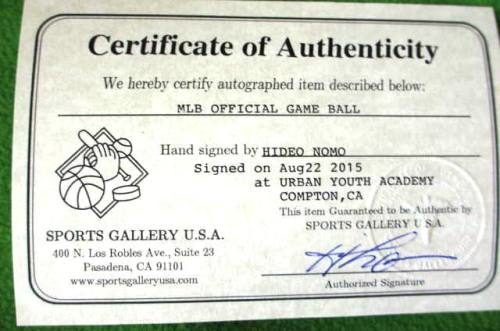 Certificate of Authenticity
We hereby certify autographed item described below:
MLB OFFICIAL GAME BALL
Hand signed by HIDEO NOMO
Signed on Aug22 2015
at URBAN YOUTH ACADEMY
COMPTON,CA
This item Guaranteed to be Authentic by
SPORTS GALLERY U.S.A.
SPORTS GALLERY U.S.A.
400 N. Los Robles Ave., Suite 23
Pasadena, CA 91101
www.sportsgalleryusa.com
Authorized Signature